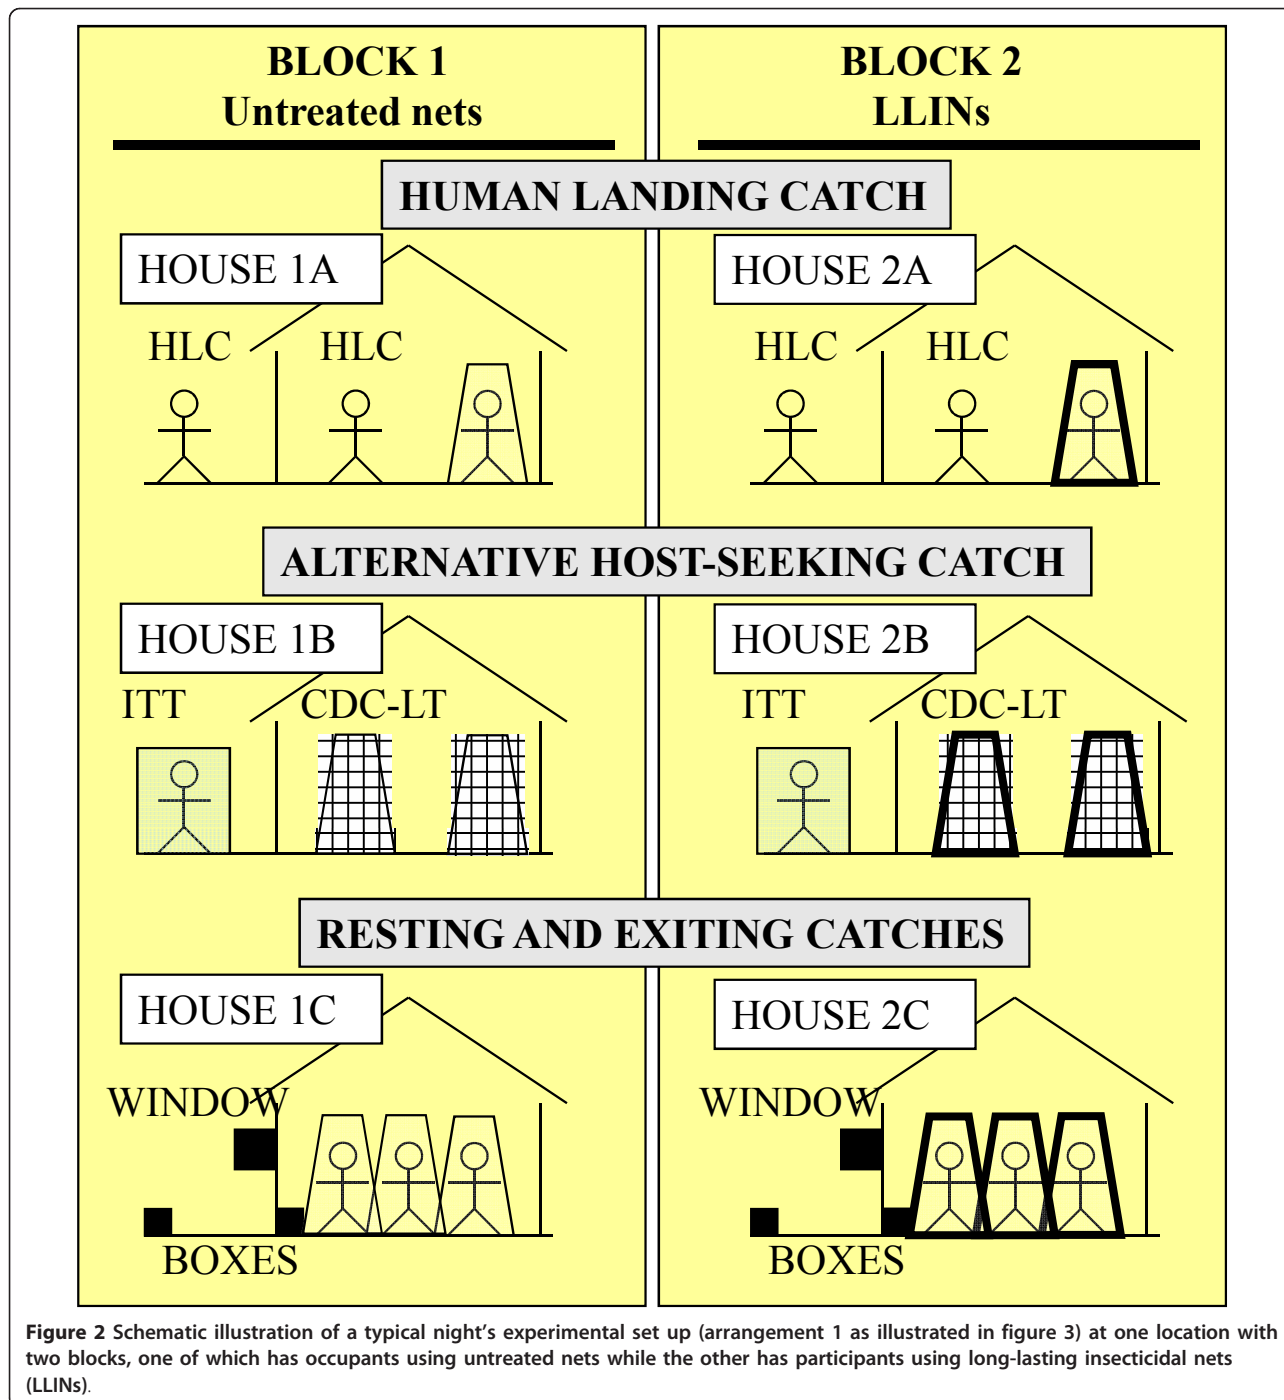 BLOCK 1
Untreated nets
BLOCK 2
LLINs
HUMAN LANDING CATCH
HOUSE 1A
HLC
HLC
HOUSE 2A
HLC
HLC
ALTERNATIVE HOST-SEEKING CATCH
HOUSE 1B
ITT
CDC-LT
HOUSE 2B
ITT
CDC-LT
RESTING AND EXITING CATCHES
HOUSE 1C
WINDOW
BOXES
HOUSE 2C
WINDOW
BOXES
Figure 2 Schematic illustration of a typical night's experimental set up (arrangement 1 as illustrated in figure 3) at one location with
two blocks, one of which has occupants using untreated nets while the other has participants using long-lasting insecticidal nets
(LLINs).